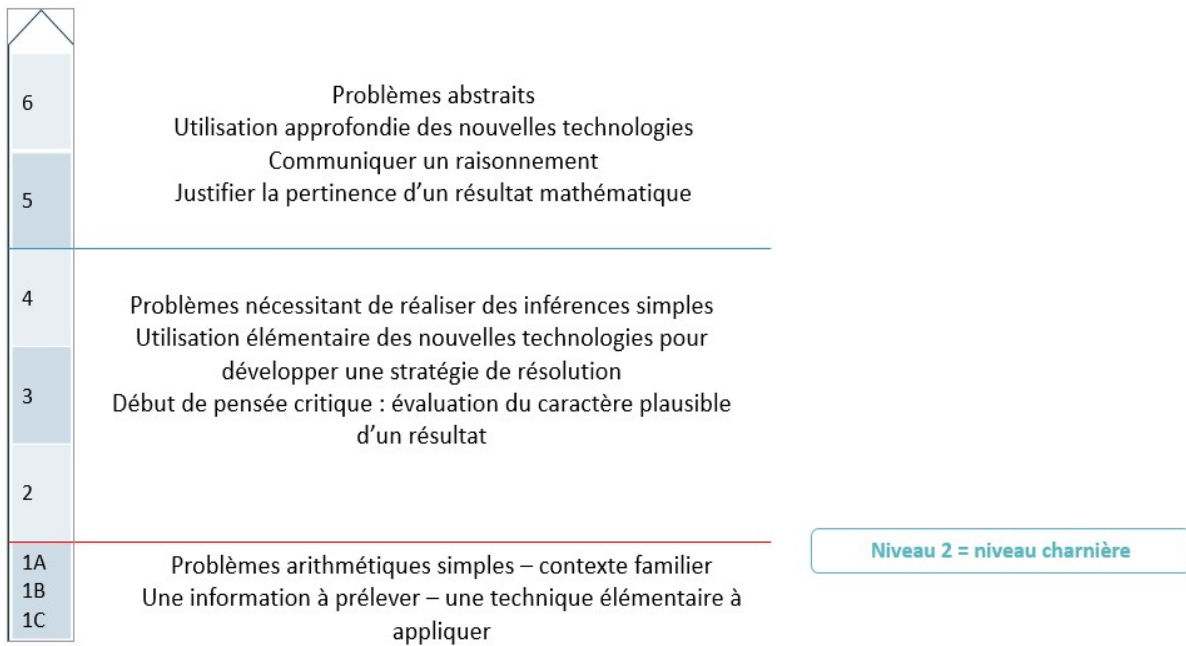 6
Problèmes abstraits
Utilisation approfondie des nouvelles technologies
Communiquer un raisonnement
5
Justifier la pertinence d'un résultat mathématique
4
Problèmes nécessitant de réaliser des inférences simples
Utilisation élémentaire des nouvelles technologies pour
développer une stratégie de résolution
3
Début de pensée critique : évaluation du caractère plausible
d'un résultat
2
1A
Problèmes arithmétiques simples – contexte familier
1B
Une information à prélever – une technique élémentaire à
1C
appliquer
Niveau 2 = niveau charnière